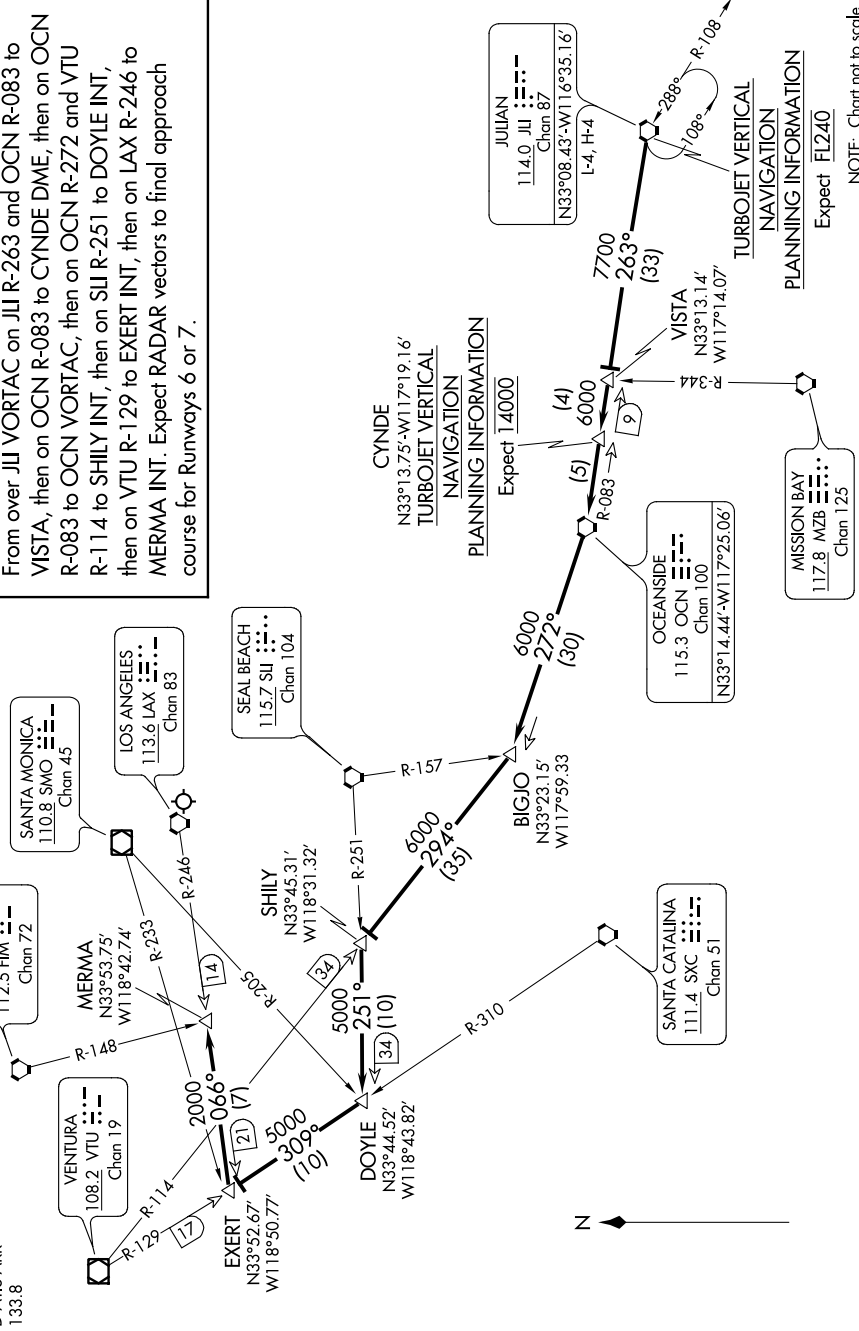 From over JLI VORTAC on JLI R-263 and OCN R-083 to
VISTA, then on OCN R-083 to CYNDE DME, then on OCN
R-083 to OCN VORTAC, then on OCN R-272 and VTU
R-114 to SHILY INT, then on SLI R-251 to DOYLE INT,
then on VTU R-129 to EXERT INT, then on LAX R-246 to
MERMA INT. Expect RADAR vectors to final approach
course for Runways 6 or 7.
133.8
112.5 FIM
Chan 72
SANTA MONICA
110.8 SMO
Chan 45
LOS ANGELES
113.6 LAX
Chan 83
SEAL BEACH
115.7 SLI
Chan 104
VENTURA
108.2 VTU
Chan 19
MERMA
N33°53.75'
W118°42.74'
R-148
R-233
R-246
R-205
14
34
R-114
R-129
17
2000
066°
(7)
21
EXERT
N33°52.67'
W118°50.77'
5000
309°
(10)
DOYLE
N33°44.52'
W118°43.82'
34
5000
251°
(10)
SHILY
N33°45.31'
W118°31.32'
R-251
R-157
R-310
6000
294°
(35)
BIGJO
N33°23.15'
W117°59.33
SANTA CATALINA
111.4 SXC
Chan 51
6000
272°
(30)
OCEANSIDE
115.3 OCN
Chan 100
N33°14.44'-W117°25.06'
CYNDE
N33°13.75'-W117°19.16'
TURBOJET VERTICAL
NAVIGATION
PLANNING INFORMATION
Expect 14000
(5)
R-083
(4)
6000
9
VISTA
N33°13.14'
W117°14.07'
R-344
MISSION BAY
117.8 MZB
Chan 125
7700
263°
(33)
JULIAN
114.0 JLI
Chan 87
N33°08.43'-W116°35.16'
L-4, H-4
288°
108°
R-108
TURBOJET VERTICAL
NAVIGATION
PLANNING INFORMATION
Expect FL240
NOTE: Chart not to scale
N